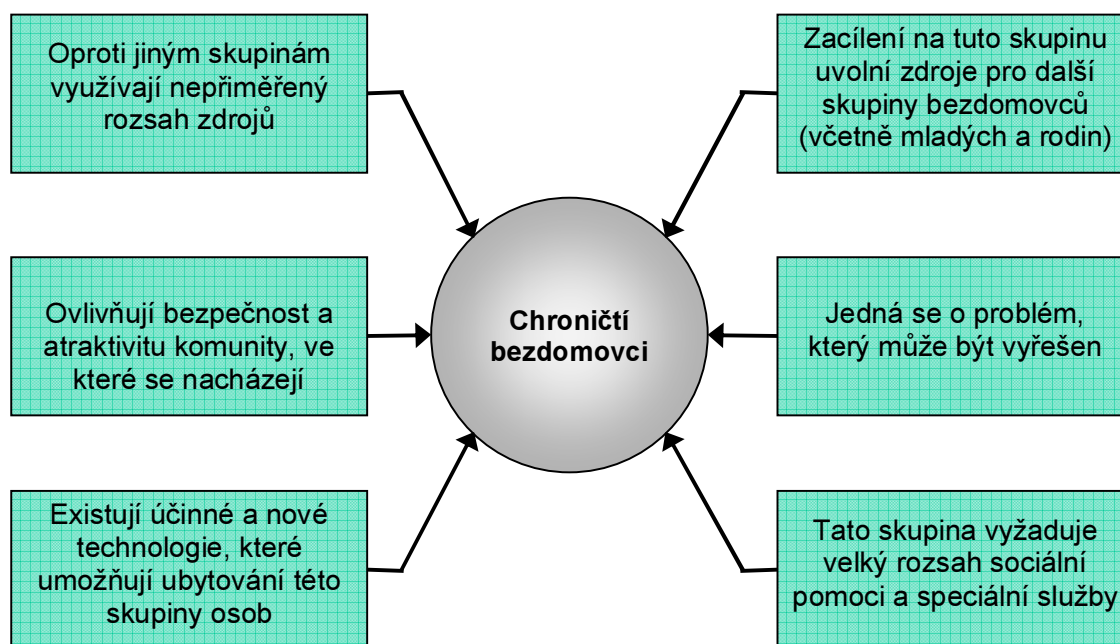 Oproti jiným skupinám
využívají nepřiměřený
rozsah zdrojů
Zacílení na tuto skupinu
uvolní zdroje pro další
skupiny bezdomovců
(včetně mladých a rodin)
Ovlivňují bezpečnost a
atraktivitu komunity, ve
které se nacházejí
Chroničtí
bezdomovci
Jedná se o problém,
který může být vyřešen
Existují účinné a nové
technologie, které
umožňují ubytování této
skupiny osob
Tato skupina vyžaduje
velký rozsah sociální
pomoci a speciální služby